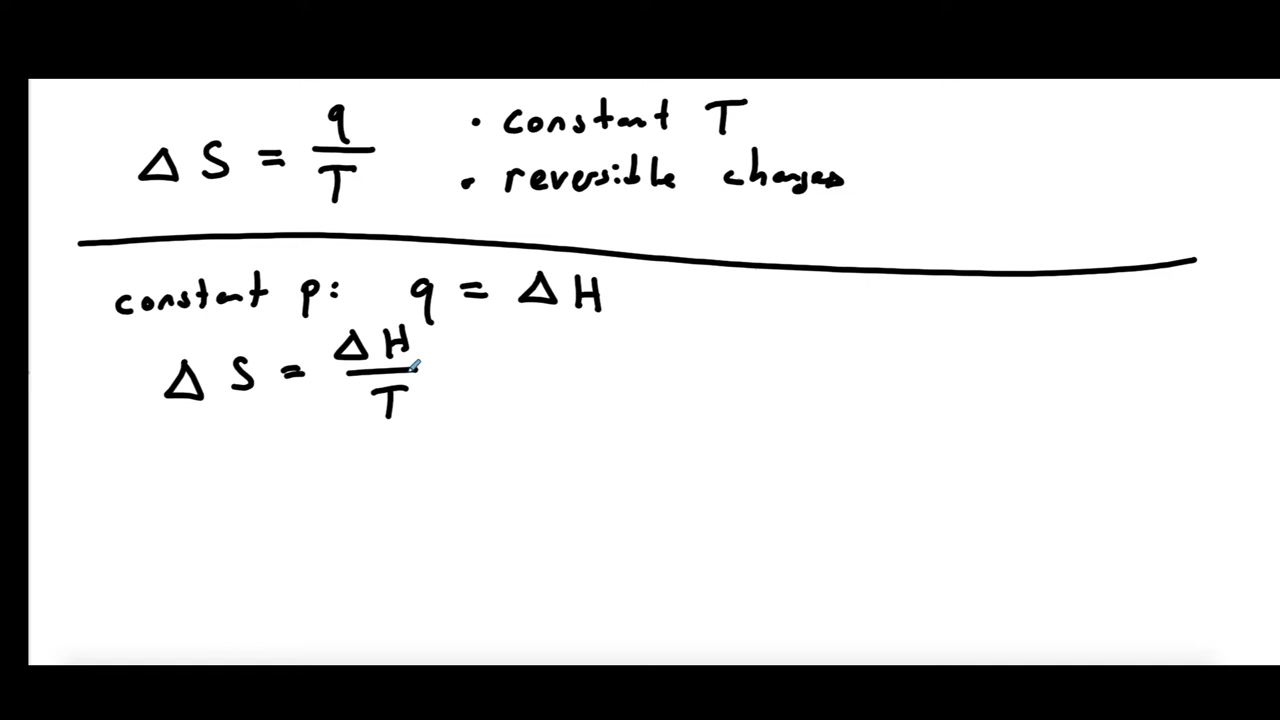 ΔS = q/T
• constant T
• reversible changes
constant p: q = ΔH
ΔS = ΔH/T